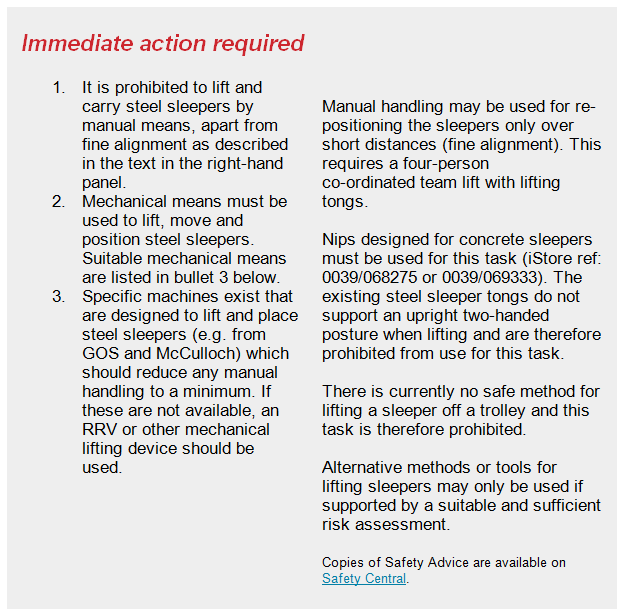 Immediate action required
1. It is prohibited to lift and
carry steel sleepers by
manual means, apart from
fine alignment as described
in the text in the right-hand
panel.
2. Mechanical means must be
used to lift, move and
position steel sleepers.
Suitable mechanical means
are listed in bullet 3 below.
3. Specific machines exist that
are designed to lift and place
steel sleepers (e.g. from
GOS and McCulloch) which
should reduce any manual
handling to a minimum. If
these are not available, an
RRV or other mechanical
lifting device should be
used.
Manual handling may be used for re-
positioning the sleepers only over
short distances (fine alignment). This
requires a four-person
co-ordinated team lift with lifting
tongs.
Nips designed for concrete sleepers
must be used for this task (iStore ref:
0039/068275 or 0039/069333). The
existing steel sleeper tongs do not
support an upright two-handed
posture when lifting and are therefore
prohibited from use for this task.
There is currently no safe method for
lifting a sleeper off a trolley and this
task is therefore prohibited.
Alternative methods or tools for
lifting sleepers may only be used if
supported by a suitable and sufficient
risk assessment.
Copies of Safety Advice are available on
Safety Central.